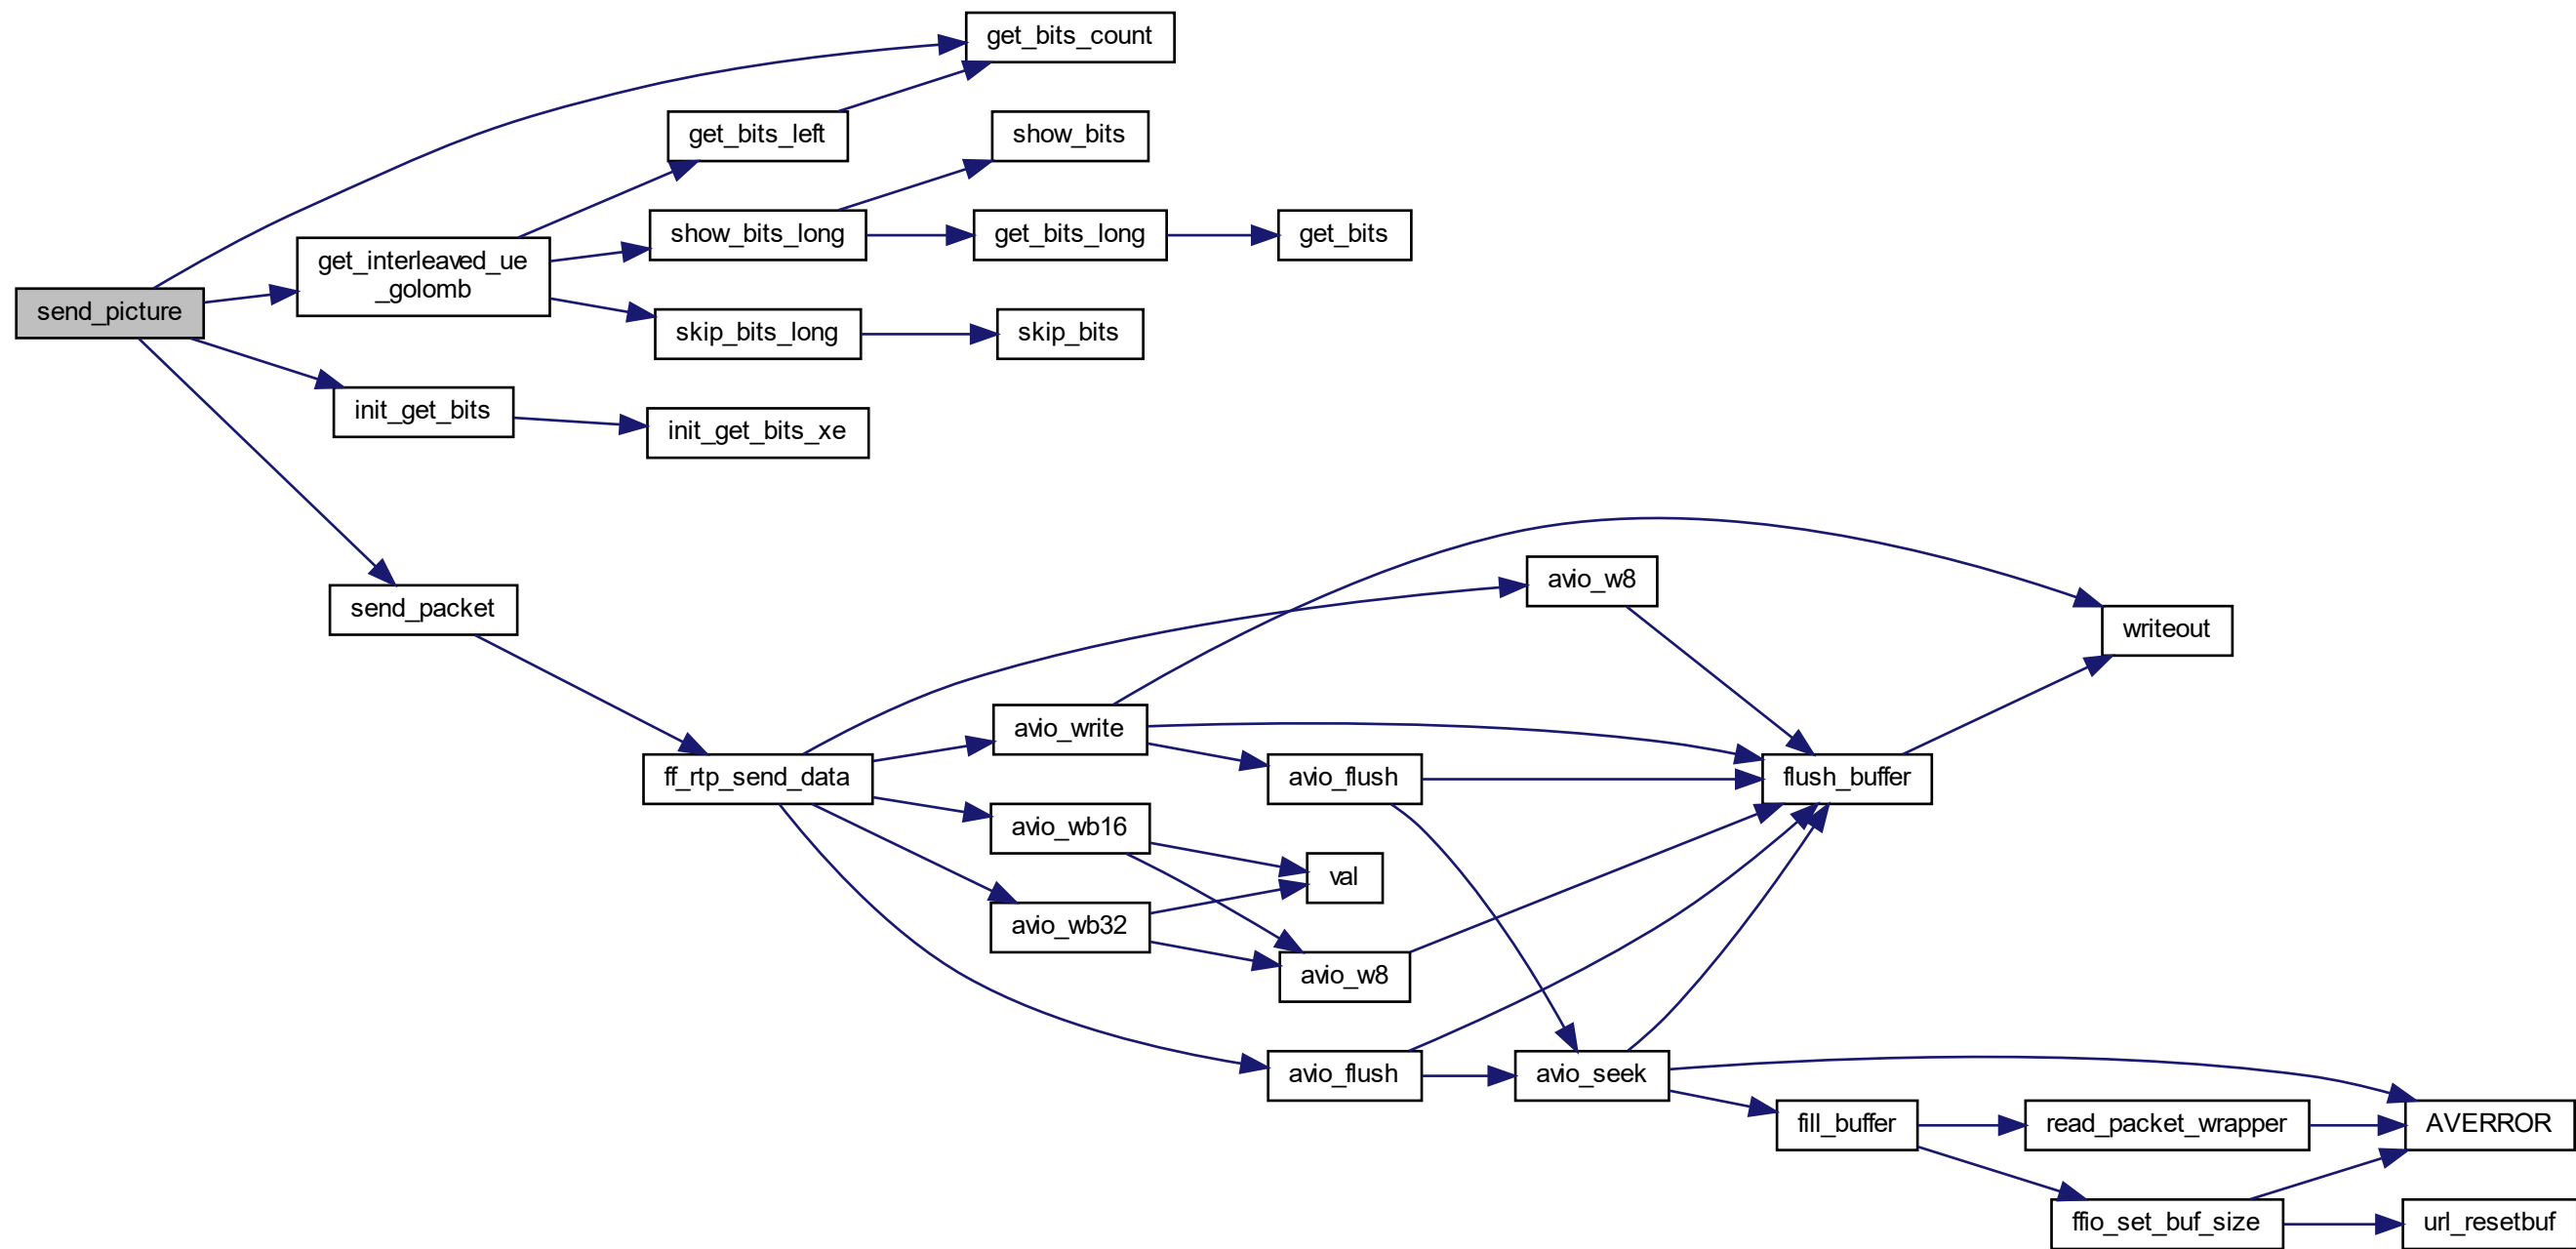 get_bits_count
get_bits_left
show_bits
show_bits_long
get_bits_long
get_bits
get_interleaved_ue
_golomb
send_picture
skip_bits_long
skip_bits
init_get_bits
init_get_bits_xe
avio_w8
send_packet
writeout
avio_write
ff_rtp_send_data
avio_flush
flush_buffer
avio_wb16
val
avio_wb32
avio_w8
avio_flush
avio_seek
fill_buffer
read_packet_wrapper
AVERROR
ffio_set_buf_size
url_resetbuf